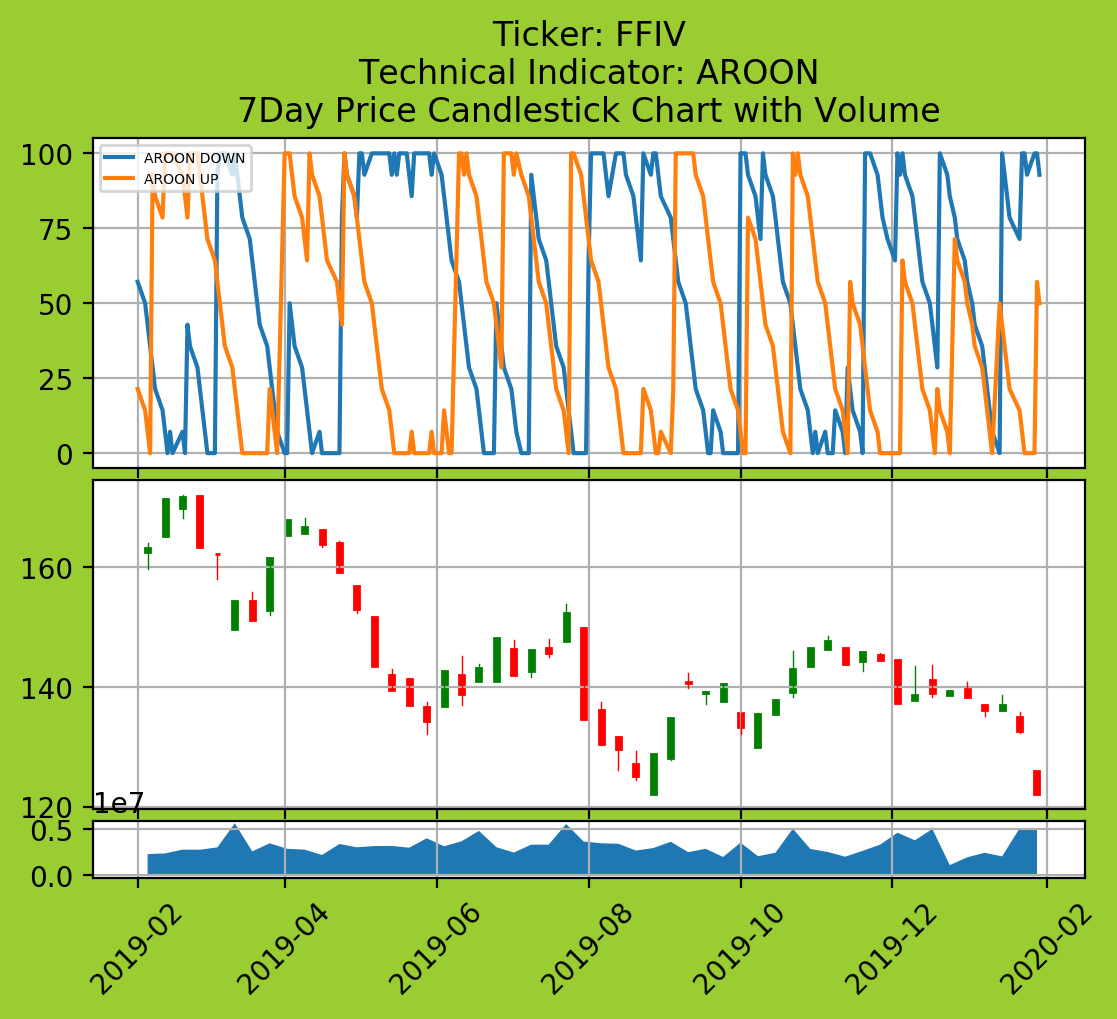 Ticker: FFIV
Technical Indicator: AROON
7Day Price Candlestick Chart with Volume
100
75
50
25
0
AROON DOWN
AROON UP
160
140
120
1e7
0.5
0.0
2019-02
2019-04
2019-06
2019-08
2019-10
2019-12
2020-02